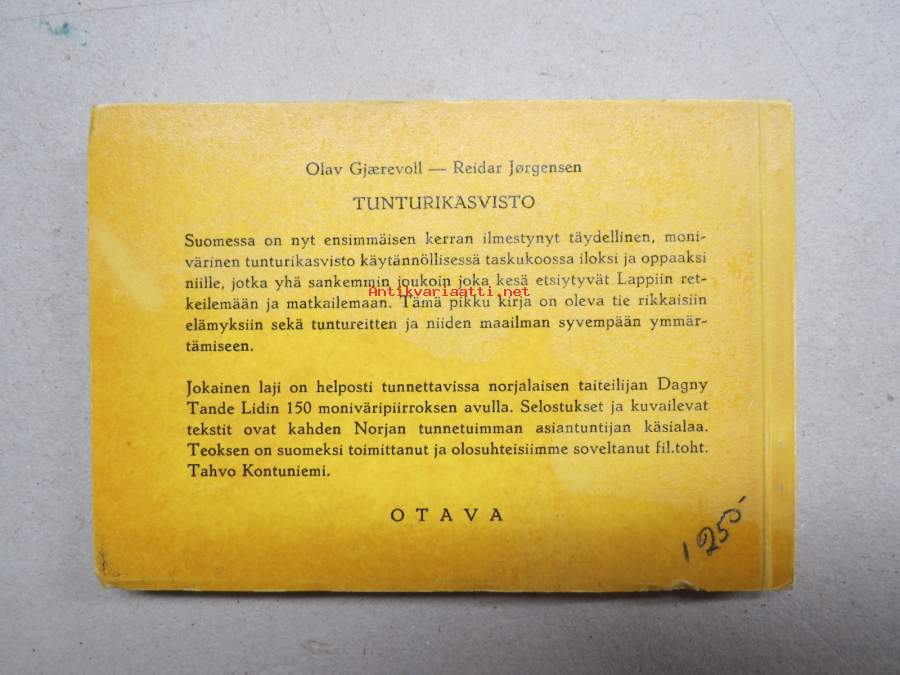 Olav Gjærevoll — Reidar Jørgensen
TUNTURIKASVISTO
Suomessa on nyt ensimmäisen kerran ilmestynyt täydellinen, moni-
värinen tunturikasvisto käytännöllisessä taskukoossa iloksi ja oppaaksi
niille, jotka yhä sankemmin joukoin joka kesä etsiytyvät Lappiin ret-
Antikvariaatti.net
keilemään ja matkailemaan. Tämä pikku kirja on oleva tie rikkaisiin
elämyksiin sekä tuntureitten ja niiden maailman syvempään ymmär-
tämiseen.
Jokainen laji on helposti tunnettavissa norjalaisen taiteilijan Dagny
Tande Lidin 150 moniväripiirroksen avulla. Selostukset ja kuvailevat
tekstit ovat kahden Norjan tunnetuimman asiantuntijan käsialaa.
Teoksen on suomeksi toimittanut ja olosuhteisiimme soveltanut fil.toht.
Tahvo Kontuniemi.
OTAVA